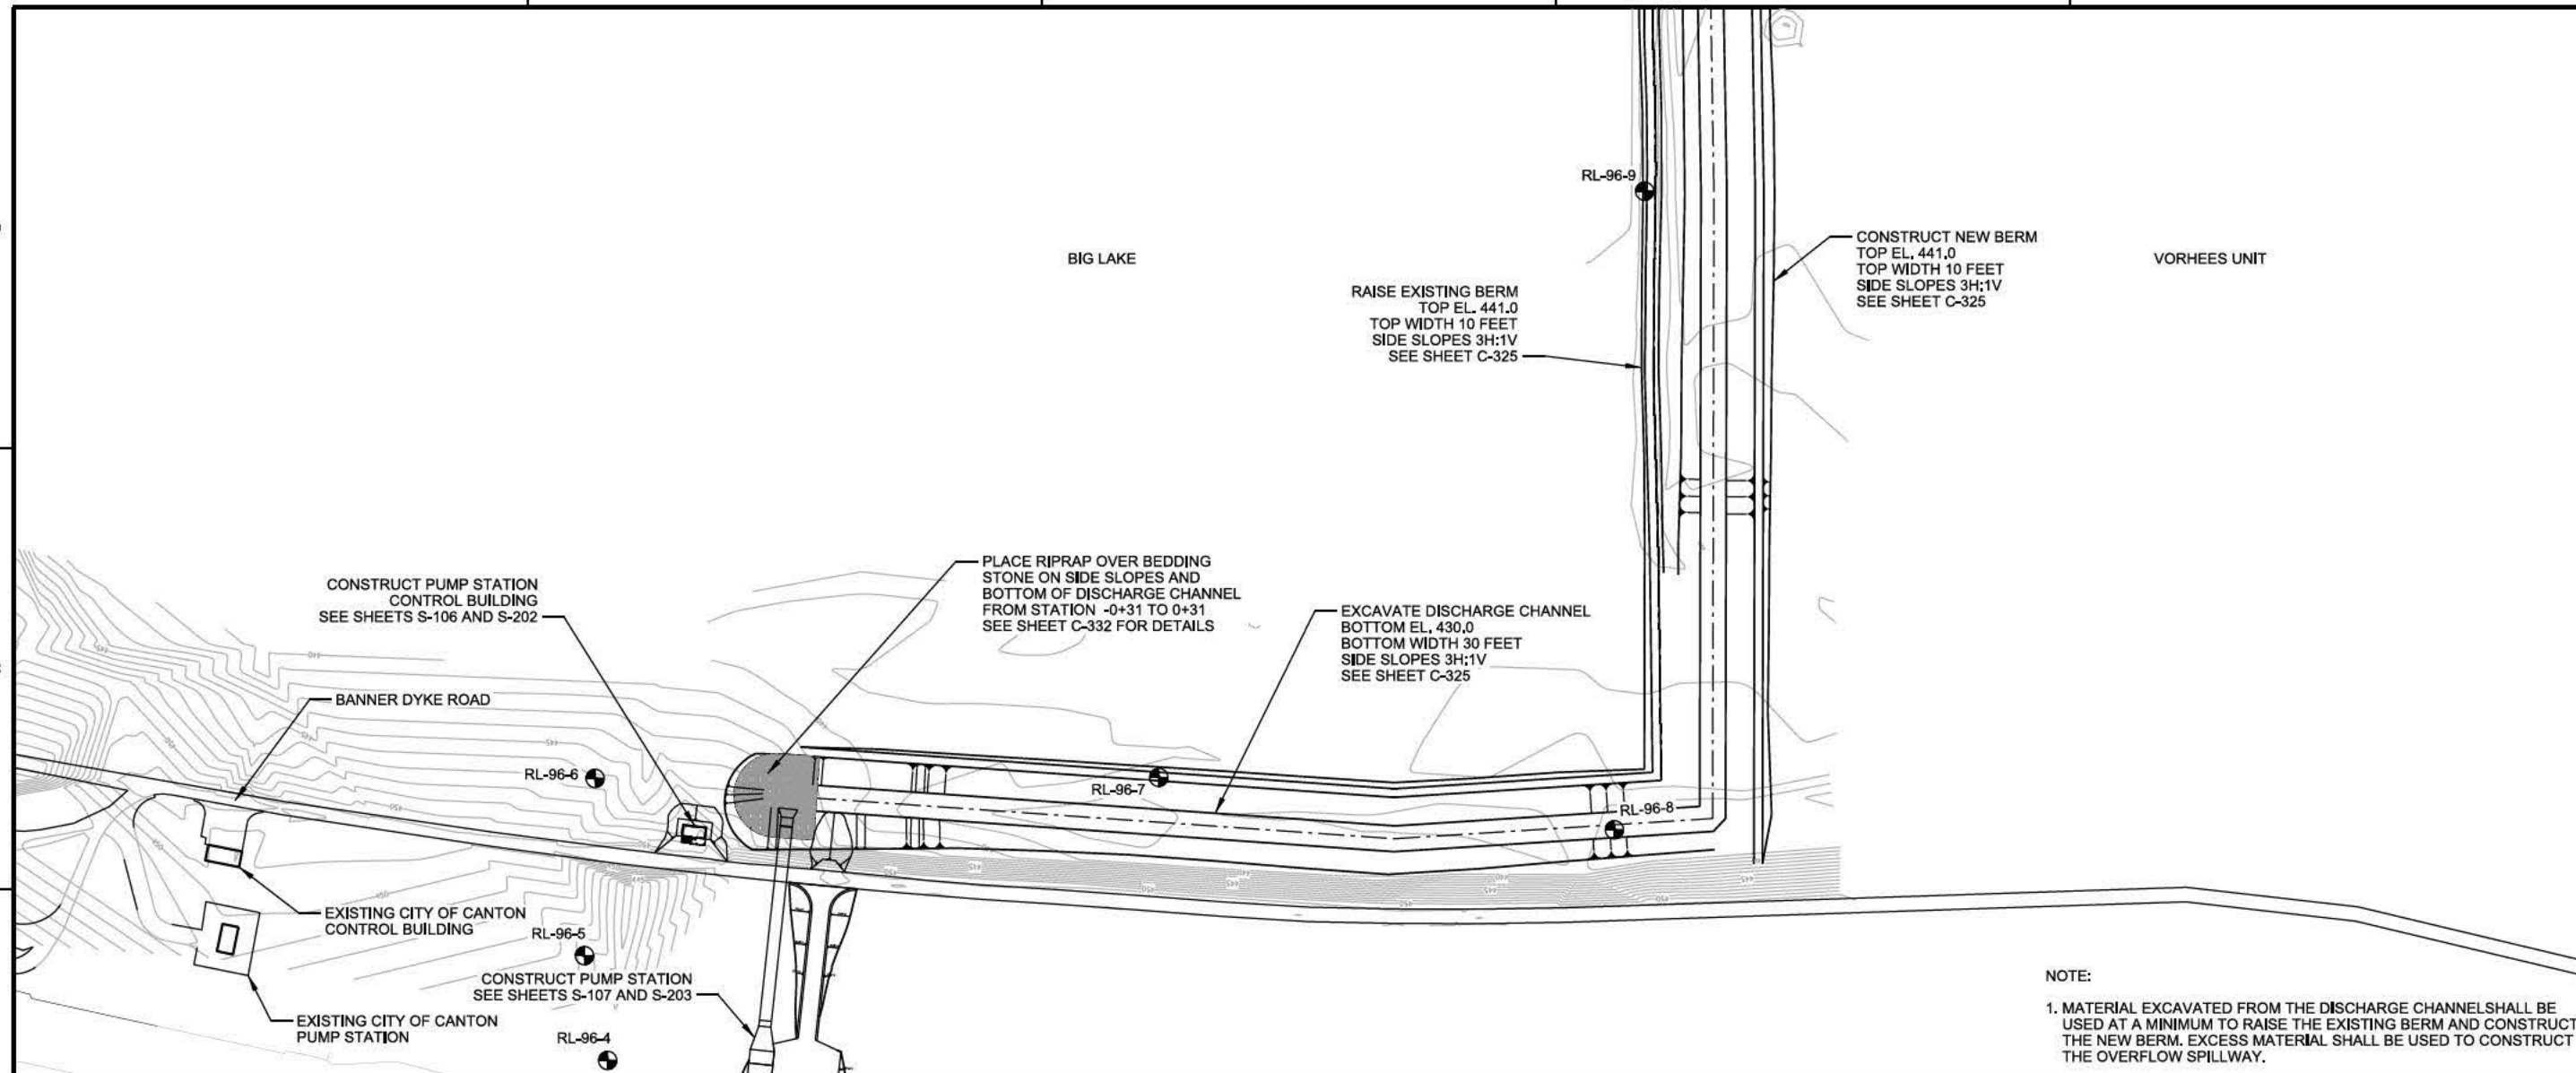 RL-96-9
BIG LAKE
CONSTRUCT NEW BERM
TOP EL. 441.0
TOP WIDTH 10 FEET
SIDE SLOPES 3H:1V
SEE SHEET C-325
VORHEES UNIT
RAISE EXISTING BERM
TOP EL. 441.0
TOP WIDTH 10 FEET
SIDE SLOPES 3H:1V
SEE SHEET C-325
PLACE RIPRAP OVER BEDDING
STONE ON SIDE SLOPES AND
BOTTOM OF DISCHARGE CHANNEL
FROM STATION -0+31 TO 0+31
SEE SHEET C-332 FOR DETAILS
CONSTRUCT PUMP STATION
CONTROL BUILDING
SEE SHEETS S-106 AND S-202
EXCAVATE DISCHARGE CHANNEL
BOTTOM EL. 430.0
BOTTOM WIDTH 30 FEET
SIDE SLOPES 3H:1V
SEE SHEET C-325
BANNER DYKE ROAD
RL-96-6
RL-96-7
RL-96-8
EXISTING CITY OF CANTON
CONTROL BUILDING
RL-96-5
CONSTRUCT PUMP STATION
SEE SHEETS S-107 AND S-203
EXISTING CITY OF CANTON
PUMP STATION
RL-96-4
NOTE:
1. MATERIAL EXCAVATED FROM THE DISCHARGE CHANNELSHALL BE
USED AT A MINIMUM TO RAISE THE EXISTING BERM AND CONSTRUCT
THE NEW BERM. EXCESS MATERIAL SHALL BE USED TO CONSTRUCT
THE OVERFLOW SPILLWAY.